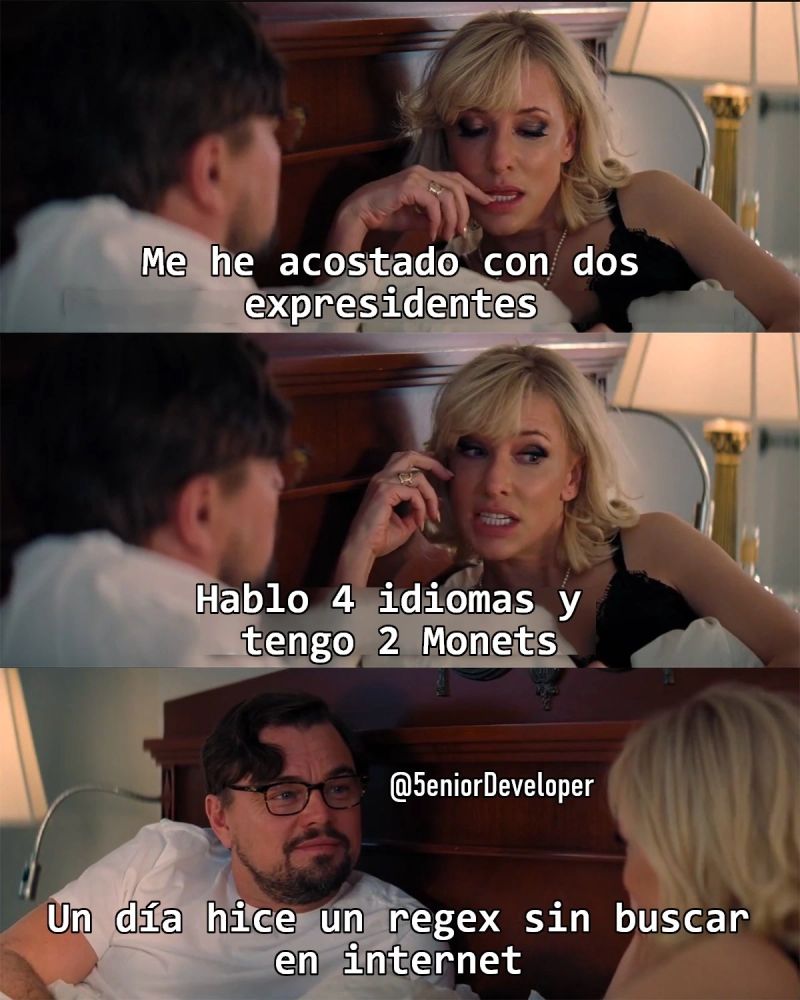 Me he acostado con dos
expresidentes
Hablo 4 idiomas y
tengo 2 Monets
@5eniorDeveloper
Un día hice un regex sin buscar
en internet